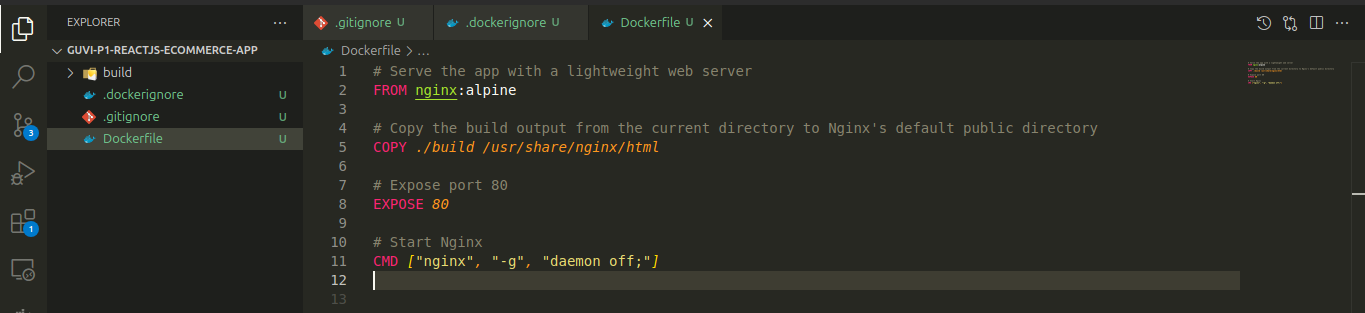 EXPLORER ...
.gitignore U
.dockerignore U
Dockerfile U ×
GUVI-P1-REACTJS-ECOMMERCE-APP
Dockerfile > ...
build
.dockerignore U
.gitignore U
Dockerfile U
3
1
1 # Serve the app with a lightweight web server
2 FROM nginx:alpine
3
4 # Copy the build output from the current directory to Nginx's default public directory
5 COPY ./build /usr/share/nginx/html
6
7 # Expose port 80
8 EXPOSE 80
9
10 # Start Nginx
11 CMD ["nginx", "-g", "daemon off;"]
12
13